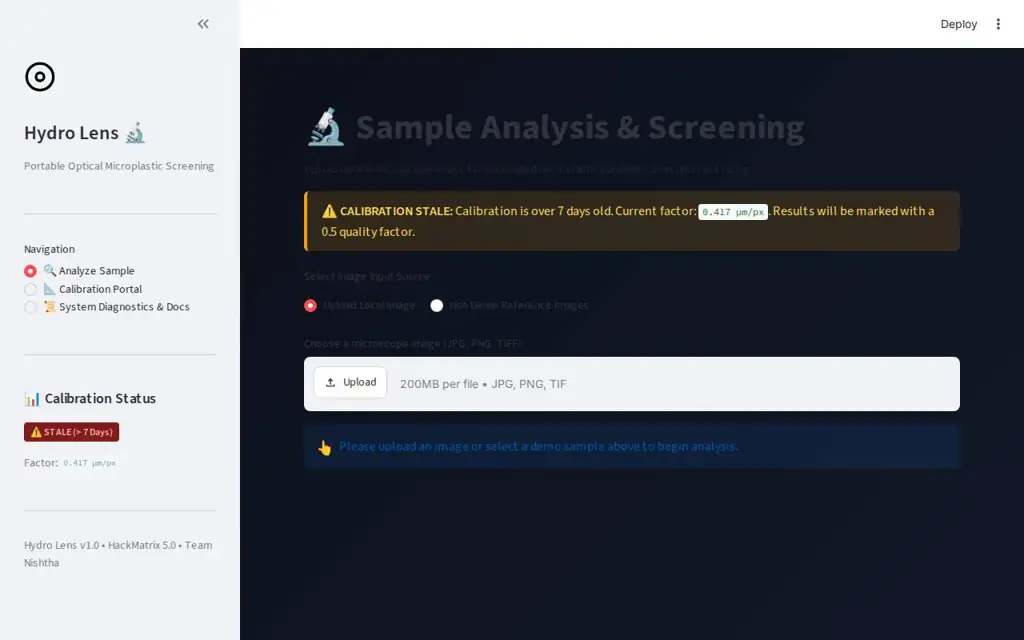 Deploy
Hydro Lens
Portable Optical Microplastic Screening
Navigation
Analyze Sample
Calibration Portal
System Diagnostics & Docs
Calibration Status
STALE (> 7 Days)
Factor: 0.417 µm/px
Hydro Lens v1.0 • HackMatrix 5.0 • Team
Nishtha
Sample Analysis & Screening
CALIBRATION STALE: Calibration is over 7 days old. Current factor: 0.417 µm/px. Results will be marked with a
0.5 quality factor.
Select Image Input Source
Upload Local Image
Use Demo Reference Images
Choose a microscope image (JPG, PNG, TIFF)
Upload
200MB per file • JPG, PNG, TIF
Please upload an image or select a demo sample above to begin analysis.